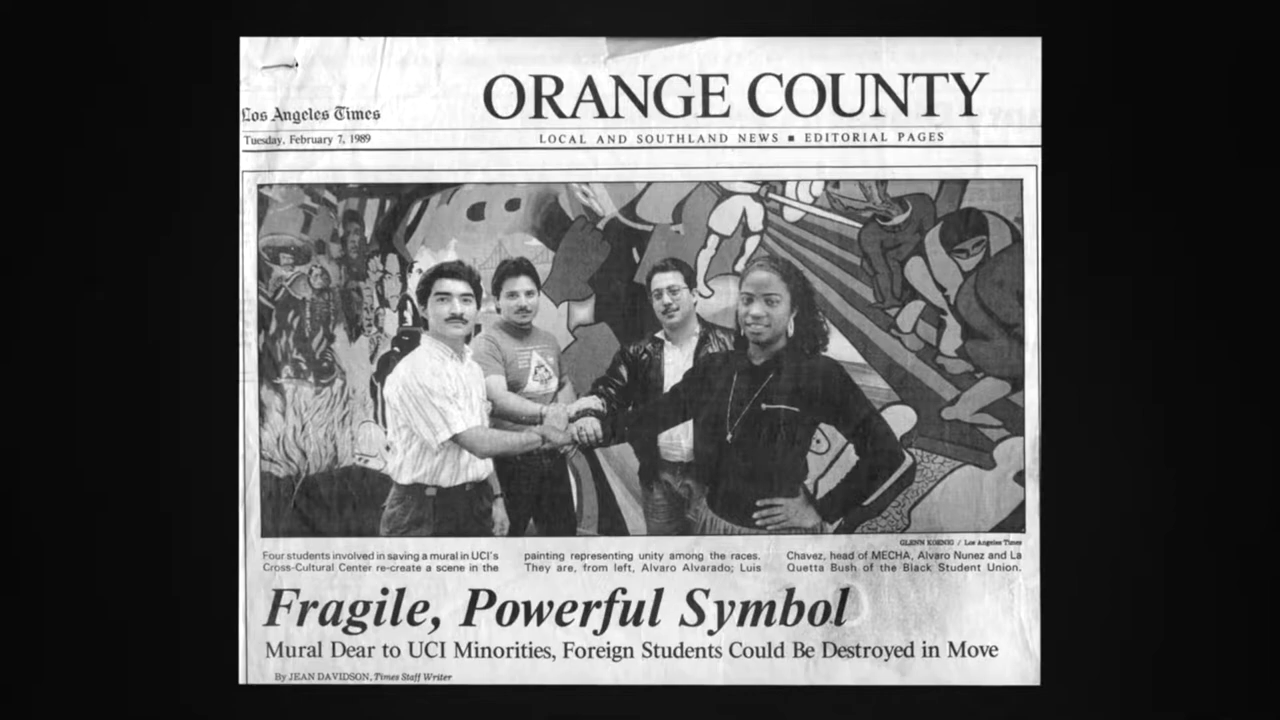 ORANGE COUNTY
Los Angeles Times
Tuesday, February 7, 1989
LOCAL AND SOUTHLAND NEWS ■ EDITORIAL PAGES
GLENN KOENIG / Los Angeles Times
Four students involved in saving a mural in UCI's
Cross-Cultural Center re-create a scene in the
painting representing unity among the races.
They are, from left, Alvaro Alvarado; Luis
Chavez, head of MECHA, Alvaro Nunez and La
Quetta Bush of the Black Student Union.
Fragile, Powerful Symbol
Mural Dear to UCI Minorities, Foreign Students Could Be Destroyed in Move
By JEAN DAVIDSON, Times Staff Writer